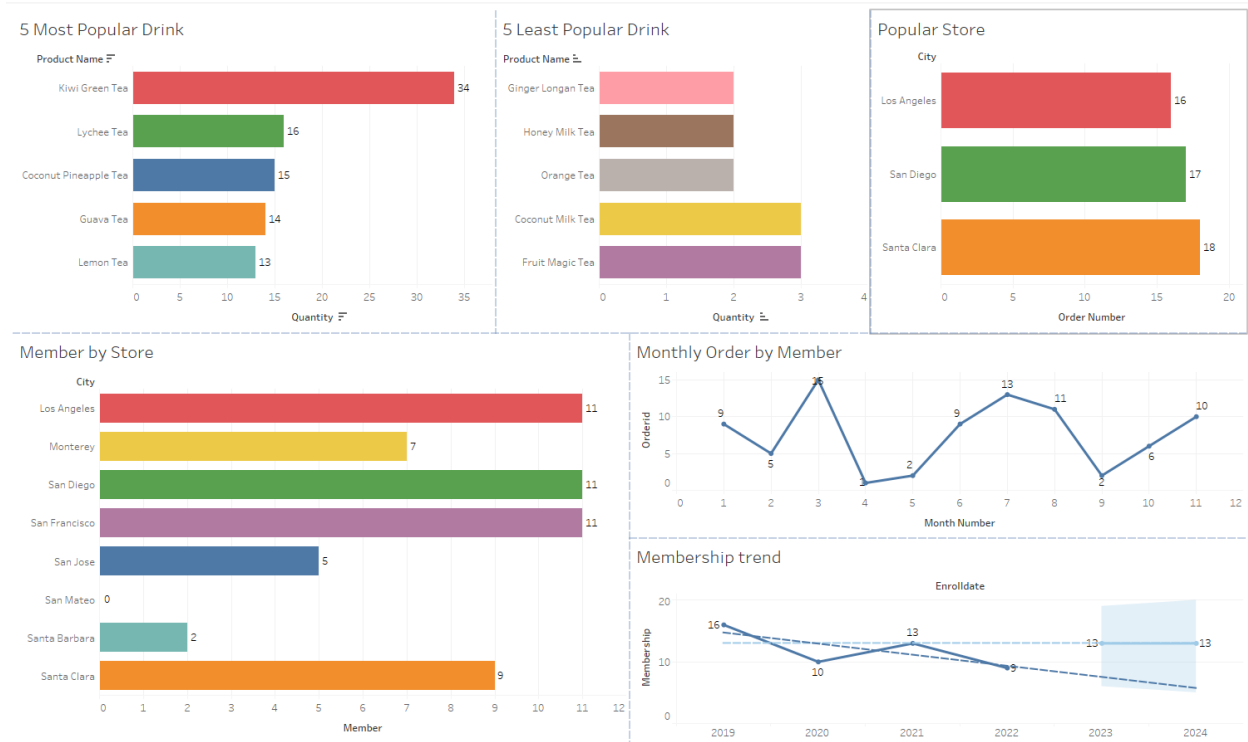 5 Most Popular Drink
Product Name
Kiwi Green Tea
34
Lychee Tea
16
Coconut Pineapple Tea
15
Guava Tea
14
Lemon Tea
13
0 5 10 15 20 25 30 35
Quantity
5 Least Popular Drink
Product Name
Ginger Longan Tea
Honey Milk Tea
Orange Tea
Coconut Milk Tea
Fruit Magic Tea
0 1 2 3 4
Quantity
Popular Store
City
Los Angeles
16
San Diego
17
Santa Clara
18
0 5 10 15 20
Order Number
Member by Store
City
Los Angeles
11
Monterey
7
San Diego
11
San Francisco
11
San Jose
5
San Mateo
0
Santa Barbara
2
Santa Clara
9
0 1 2 3 4 5 6 7 8 9 10 11 12
Member
Monthly Order by Member
Orderid
15
10
5
0
9
5
15
1
2
9
13
11
2
6
10
0 1 2 3 4 5 6 7 8 9 10 11 12
Month Number
Membership trend
Enrolldate
Membership
20
10
0
16
10
13
9
13
13
2019 2020 2021 2022 2023 2024